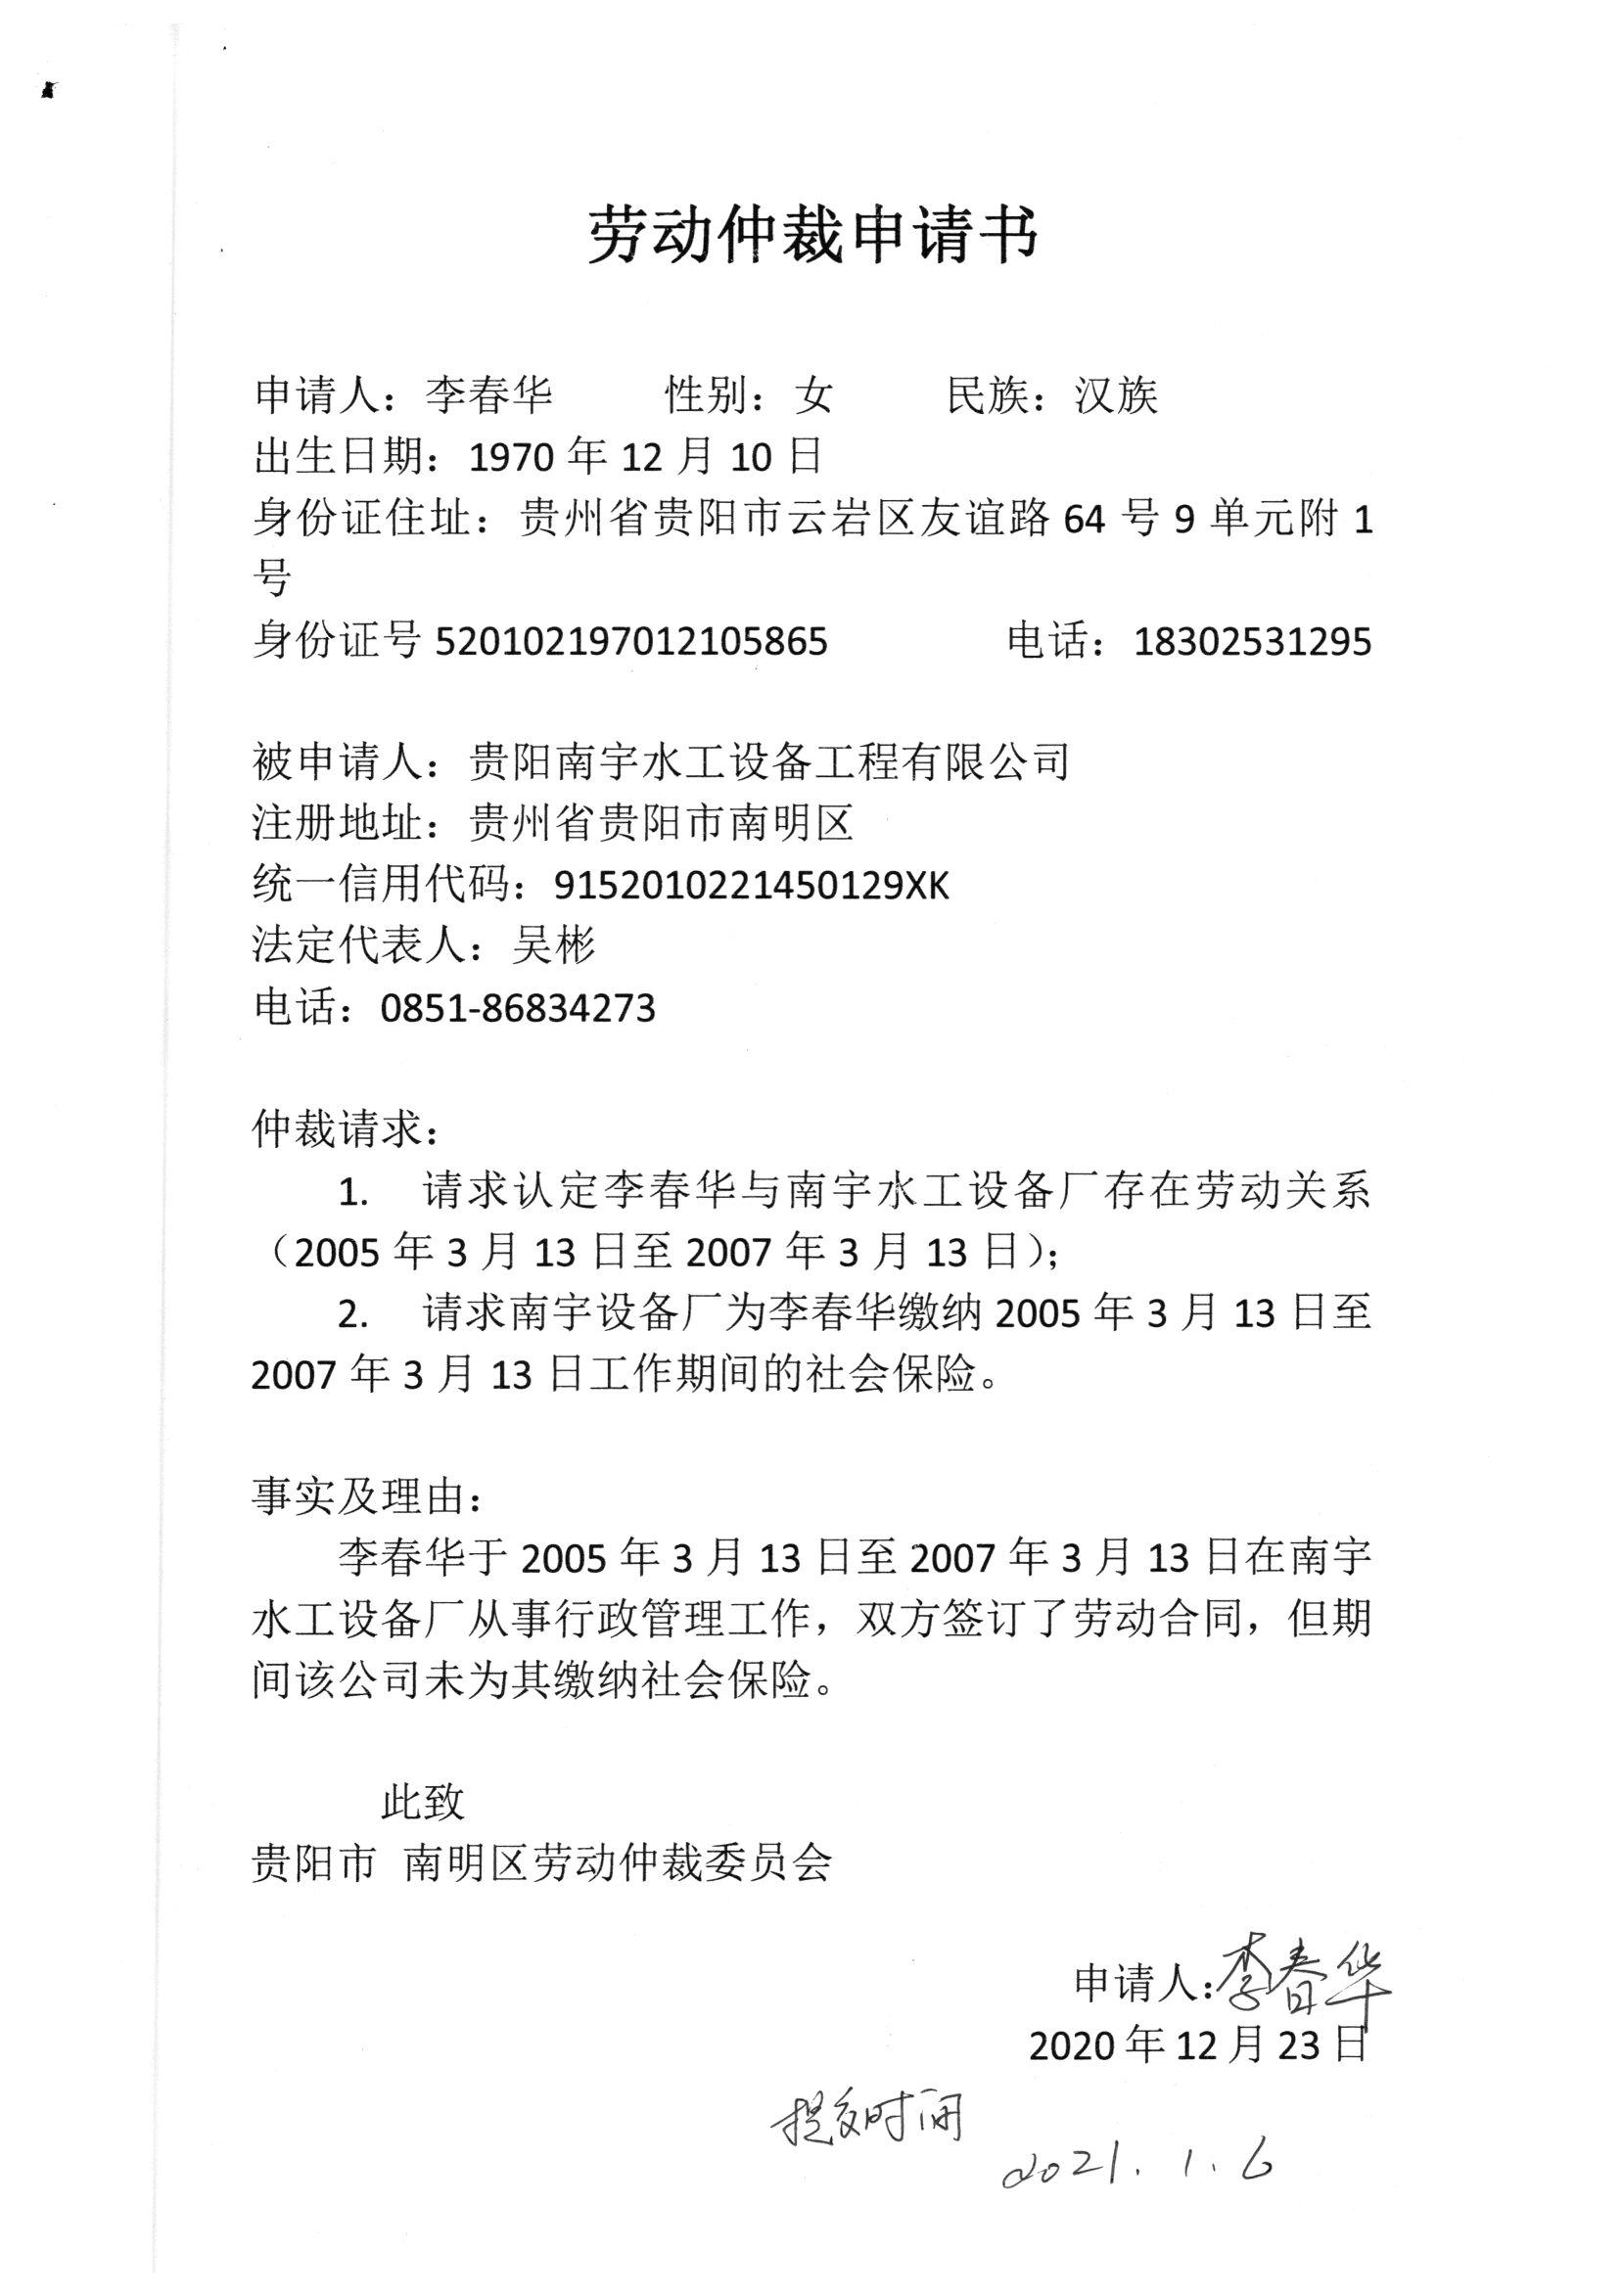 劳动仲裁申请书
申请人：李春华 性别：女 民族：汉族
出生日期：1970 年 12 月 10 日
身份证住址：贵州省贵阳市云岩区友谊路 64 号 9 单元附 1
号
身份证号 520102197012105865 电话：18302531295
被申请人：贵阳南宇水工设备工程有限公司
注册地址：贵州省贵阳市南明区
统一信用代码：9152010221450129XK
法定代表人：吴彬
电话：0851-86834273
仲裁请求：
1. 请求认定李春华与南宇水工设备厂存在劳动关系
（2005 年 3 月 13 日至 2007 年 3 月 13 日）；
2. 请求南宇设备厂为李春华缴纳 2005 年 3 月 13 日至
2007 年 3 月 13 日工作期间的社会保险。
事实及理由：
李春华于 2005 年 3 月 13 日至 2007 年 3 月 13 日在南宇
水工设备厂从事行政管理工作，双方签订了劳动合同，但期
间该公司未为其缴纳社会保险。
此致
贵阳市 南明区劳动仲裁委员会
申请人：李春华
2020 年 12 月 23 日
提交时间
2021.1.6